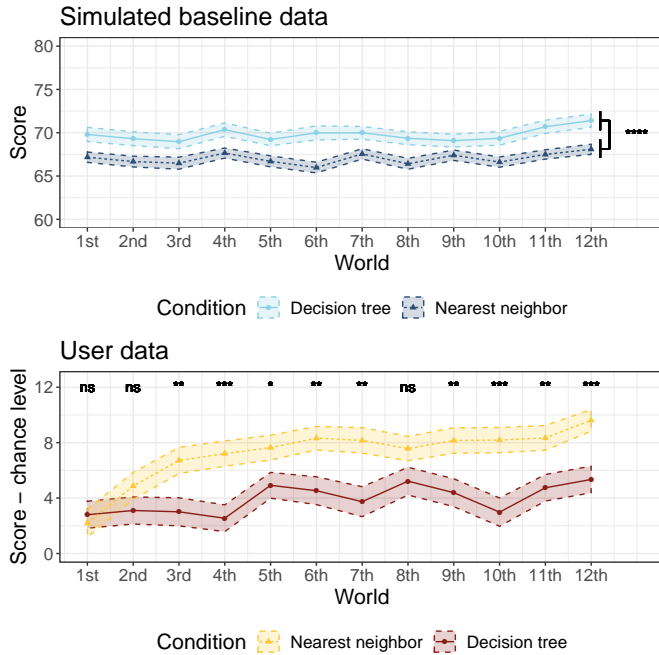 Simulated baseline data
80
75
70
65
60
Score
****
1st 2nd 3rd 4th 5th 6th 7th 8th 9th 10th 11th 12th
World
Condition Decision tree Nearest neighbor
User data
12
8
4
0
Score − chance level
ns ns ** *** * ** ** ns ** *** ** ***
1st 2nd 3rd 4th 5th 6th 7th 8th 9th 10th 11th 12th
World
Condition Nearest neighbor Decision tree